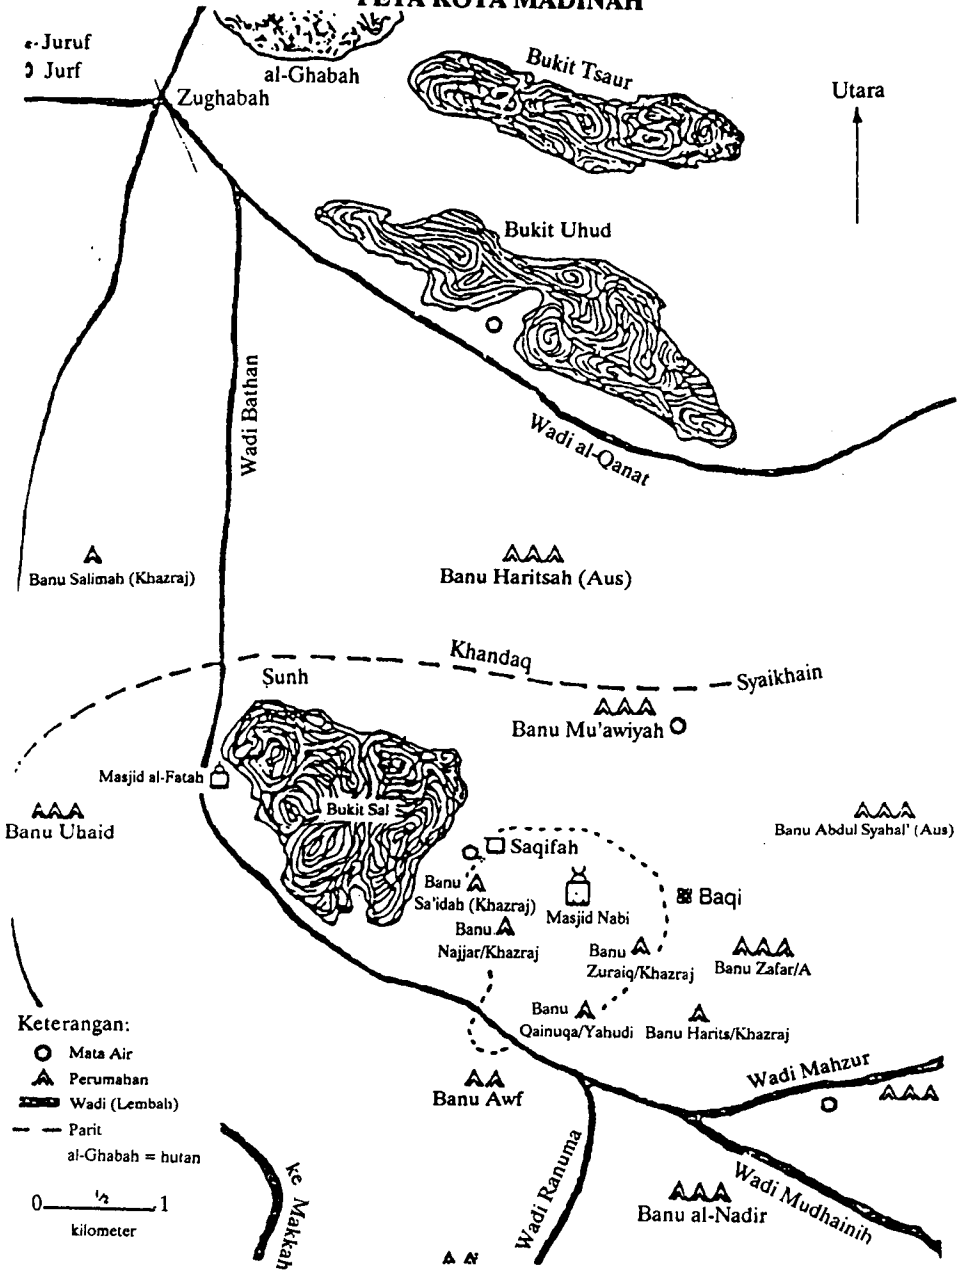 PETA KOTA MADINAH
Juruf
Jurf
al-Ghabah
Zughabah
Bukit Tsaur
Utara
Bukit Uhud
Wadi Bathan
Wadi al-Qanat
Banu Salimah (Khazraj)
Banu Haritsah (Aus)
Khandaq
Syaikhain
Ṣunh
Banu Mu'awiyah
Masjid al-Fatah
Bukit Sal
Banu Uhaid
Banu Abdul Syahal' (Aus)
Saqifah
Banu
Sa'idah (Khazraj)
Masjid Nabi
Baqi
Banu
Najjar/Khazraj
Banu
Zuraiq/Khazraj
Banu Zafar/A
Banu
Qainuqa/Yahudi
Banu Harits/Khazraj
Keterangan:
Mata Air
Perumahan
Wadi (Lembah)
Parit
al-Ghabah = hutan
0 ½ 1
kilometer
Banu Awf
Wadi Mahzur
ke Makkah
Wadi Ranuma
Wadi Mudhainih
Banu al-Nadir